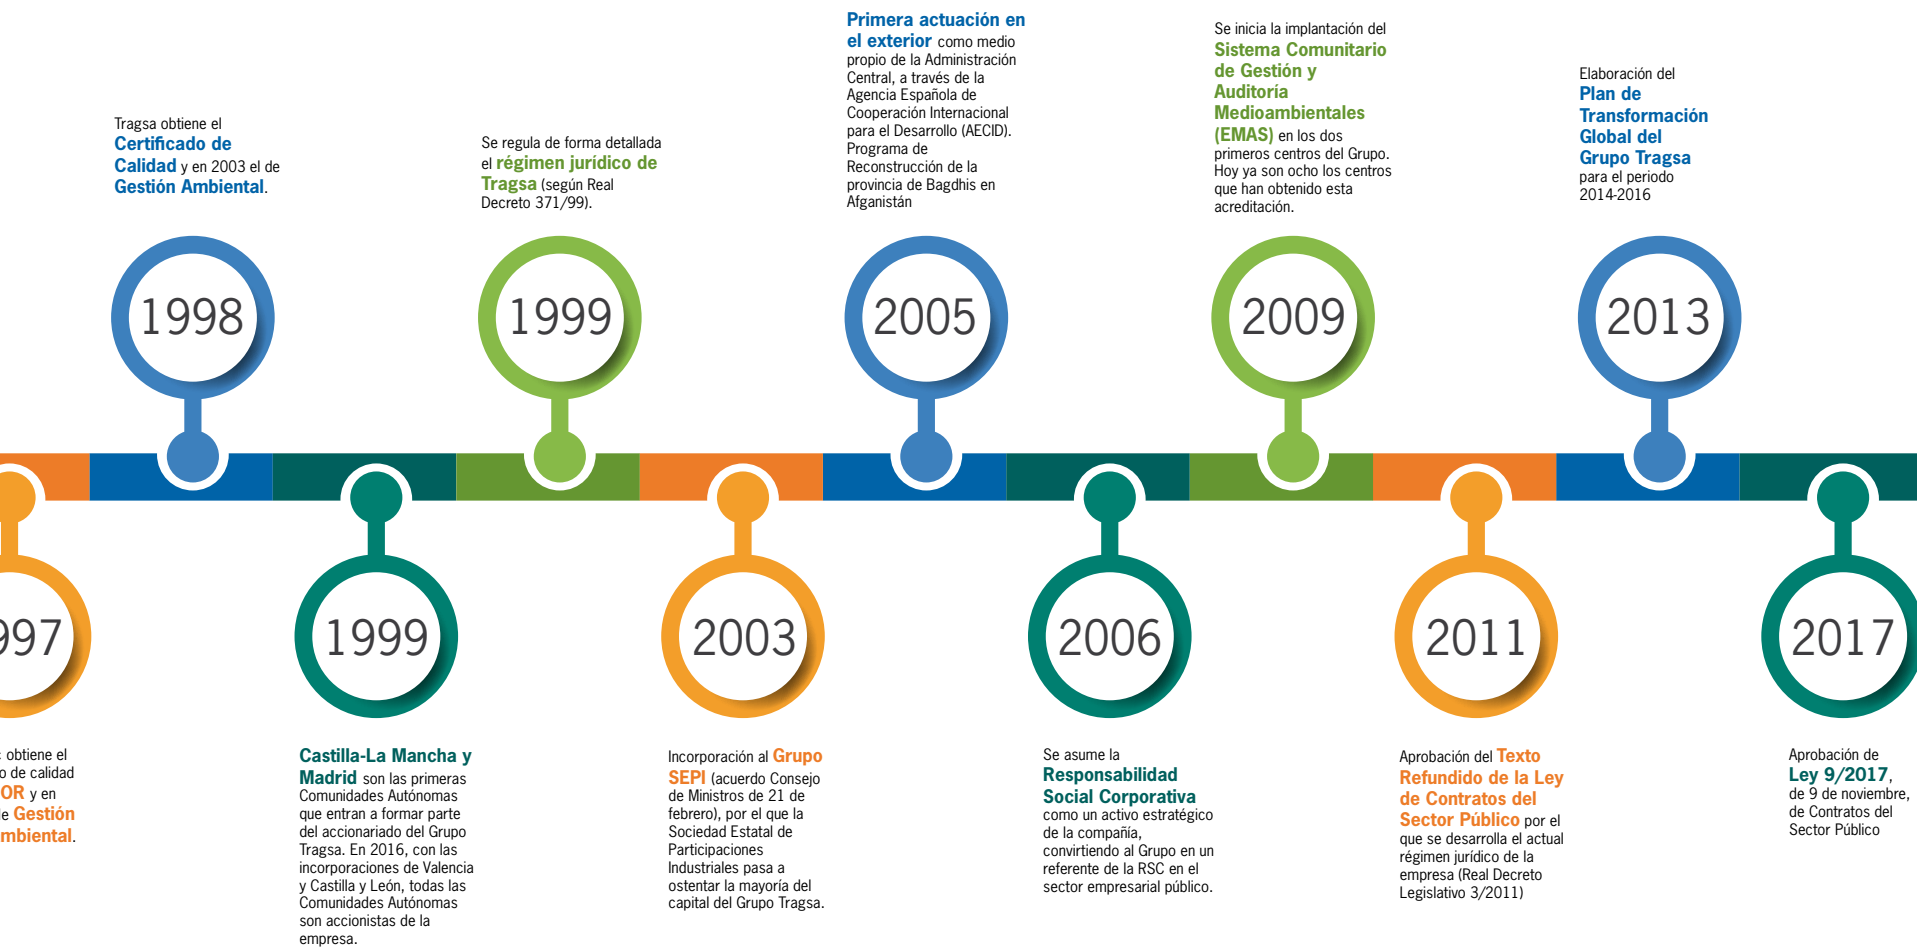 Tragsa obtiene el
Certificado de
Calidad y en 2003 el de
Gestión Ambiental.
1998
Se regula de forma detallada
el régimen jurídico de
Tragsa (según Real
Decreto 371/99).
1999
Primera actuación en
el exterior como medio
propio de la Administración
Central, a través de la
Agencia Española de
Cooperación Internacional
para el Desarrollo (AECID).
Programa de
Reconstrucción de la
provincia de Bagdhis en
Afganistán
2005
Se inicia la implantación del
Sistema Comunitario
de Gestión y
Auditoría
Medioambientales
(EMAS) en los dos
primeros centros del Grupo.
Hoy ya son ocho los centros
que han obtenido esta
acreditación.
2009
Elaboración del
Plan de
Transformación
Global del
Grupo Tragsa
para el periodo
2014-2016
2013
997
obtiene el
o de calidad
OR y en
Gestión
mbiental.
1999
Castilla-La Mancha y
Madrid son las primeras
Comunidades Autónomas
que entran a formar parte
del accionariado del Grupo
Tragsa. En 2016, con las
incorporaciones de Valencia
y Castilla y León, todas las
Comunidades Autónomas
son accionistas de la
empresa.
2003
Incorporación al Grupo
SEPI (acuerdo Consejo
de Ministros de 21 de
febrero), por el que la
Sociedad Estatal de
Participaciones
Industriales pasa a
ostentar la mayoría del
capital del Grupo Tragsa.
2006
Se asume la
Responsabilidad
Social Corporativa
como un activo estratégico
de la compañía,
convirtiendo al Grupo en un
referente de la RSC en el
sector empresarial público.
2011
Aprobación del Texto
Refundido de la Ley
de Contratos del
Sector Público por el
que se desarrolla el actual
régimen jurídico de la
empresa (Real Decreto
Legislativo 3/2011)
2017
Aprobación de
Ley 9/2017,
de 9 de noviembre,
de Contratos del
Sector Público